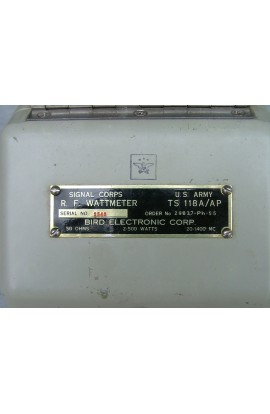 SIGNAL CORPS U.S. ARMY
R. F. WATTMETER TS 118A/AP
SERIAL NO. ORDER No 20837-Ph-55
BIRD ELECTRONIC CORP.
50 OHMS 2-500 WATTS 20-1400 MC.